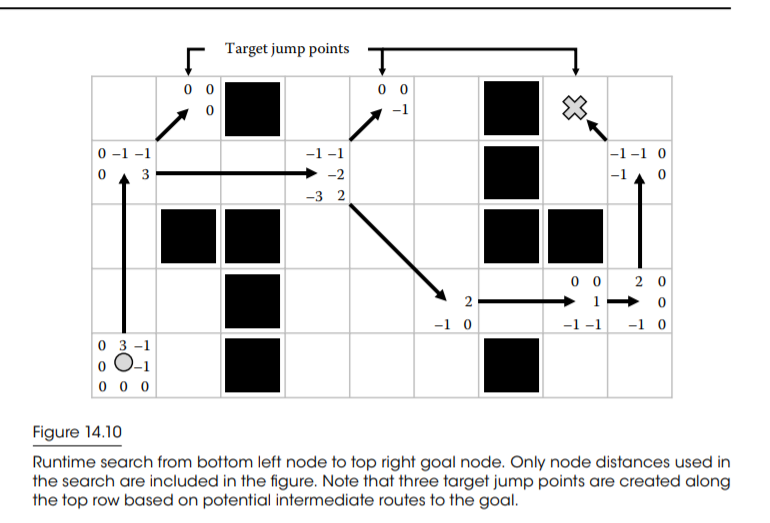 Target jump points
0 0 0 0
0 −1
0 −1 −1 −1 −1 −1 −1 0
0 3 −2 −1 0
−3 2
0 0 2 0
2 1 0
−1 0 −1 −1 −1 0
0 3 −1
0 −1
0 0 0
Figure 14.10
Runtime search from bottom left node to top right goal node. Only node distances used in
the search are included in the figure. Note that three target jump points are created along
the top row based on potential intermediate routes to the goal.